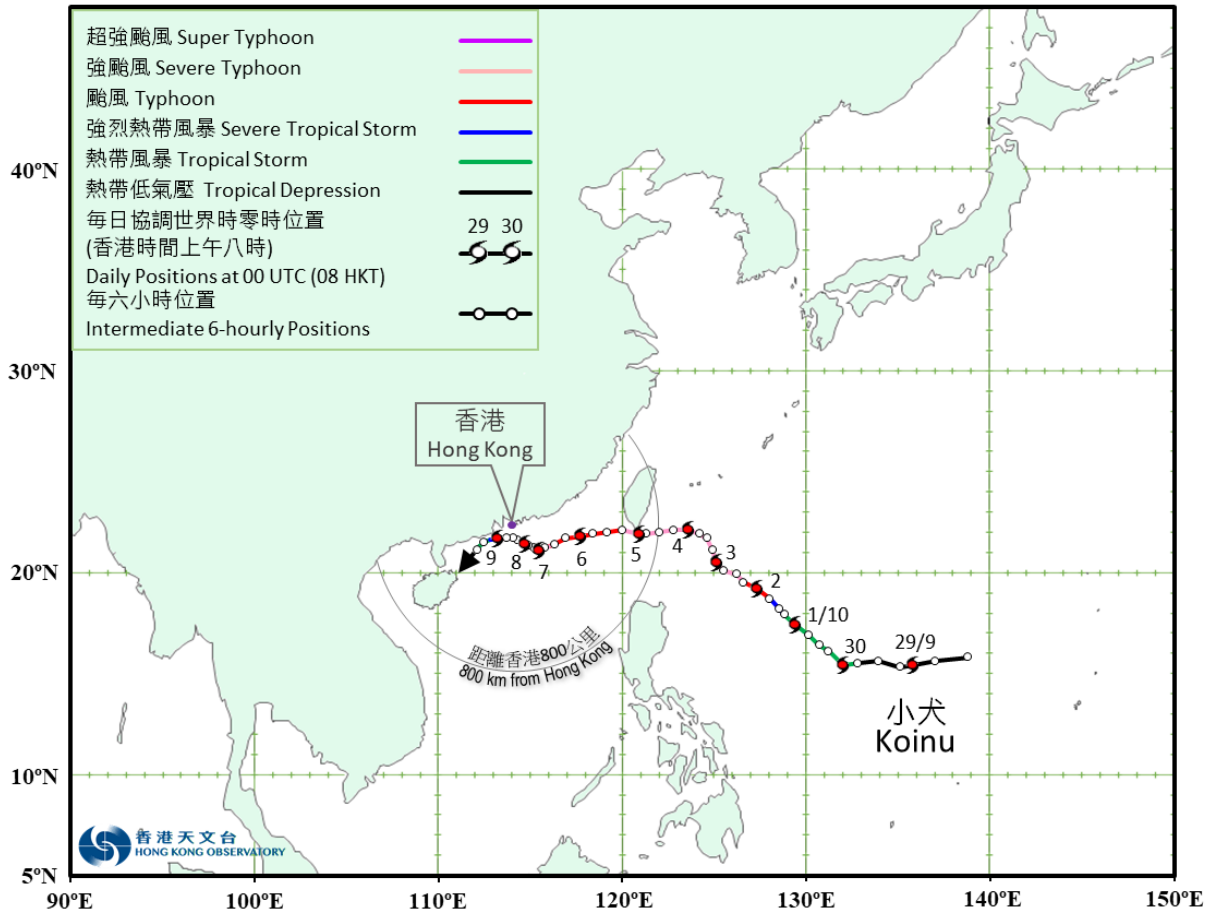 超強颱風 Super Typhoon
強颱風 Severe Typhoon
颱風 Typhoon
強烈熱帶風暴 Severe Tropical Storm
熱帶風暴 Tropical Storm
熱帶低氣壓 Tropical Depression
每日協調世界時零時位置
(香港時間上午八時)
Daily Positions at 00 UTC (08 HKT)
29 30
每六小時位置
Intermediate 6-hourly Positions
40ºN
30ºN
20ºN
10ºN
5ºN
香港
Hong Kong
9 8 7 6 5 4 3 2 1/10 30 29/9
距離香港800公里
800 km from Hong Kong
小犬
Koinu
香港天文台
HONG KONG OBSERVATORY
90ºE 100ºE 110ºE 120ºE 130ºE 140ºE 150ºE